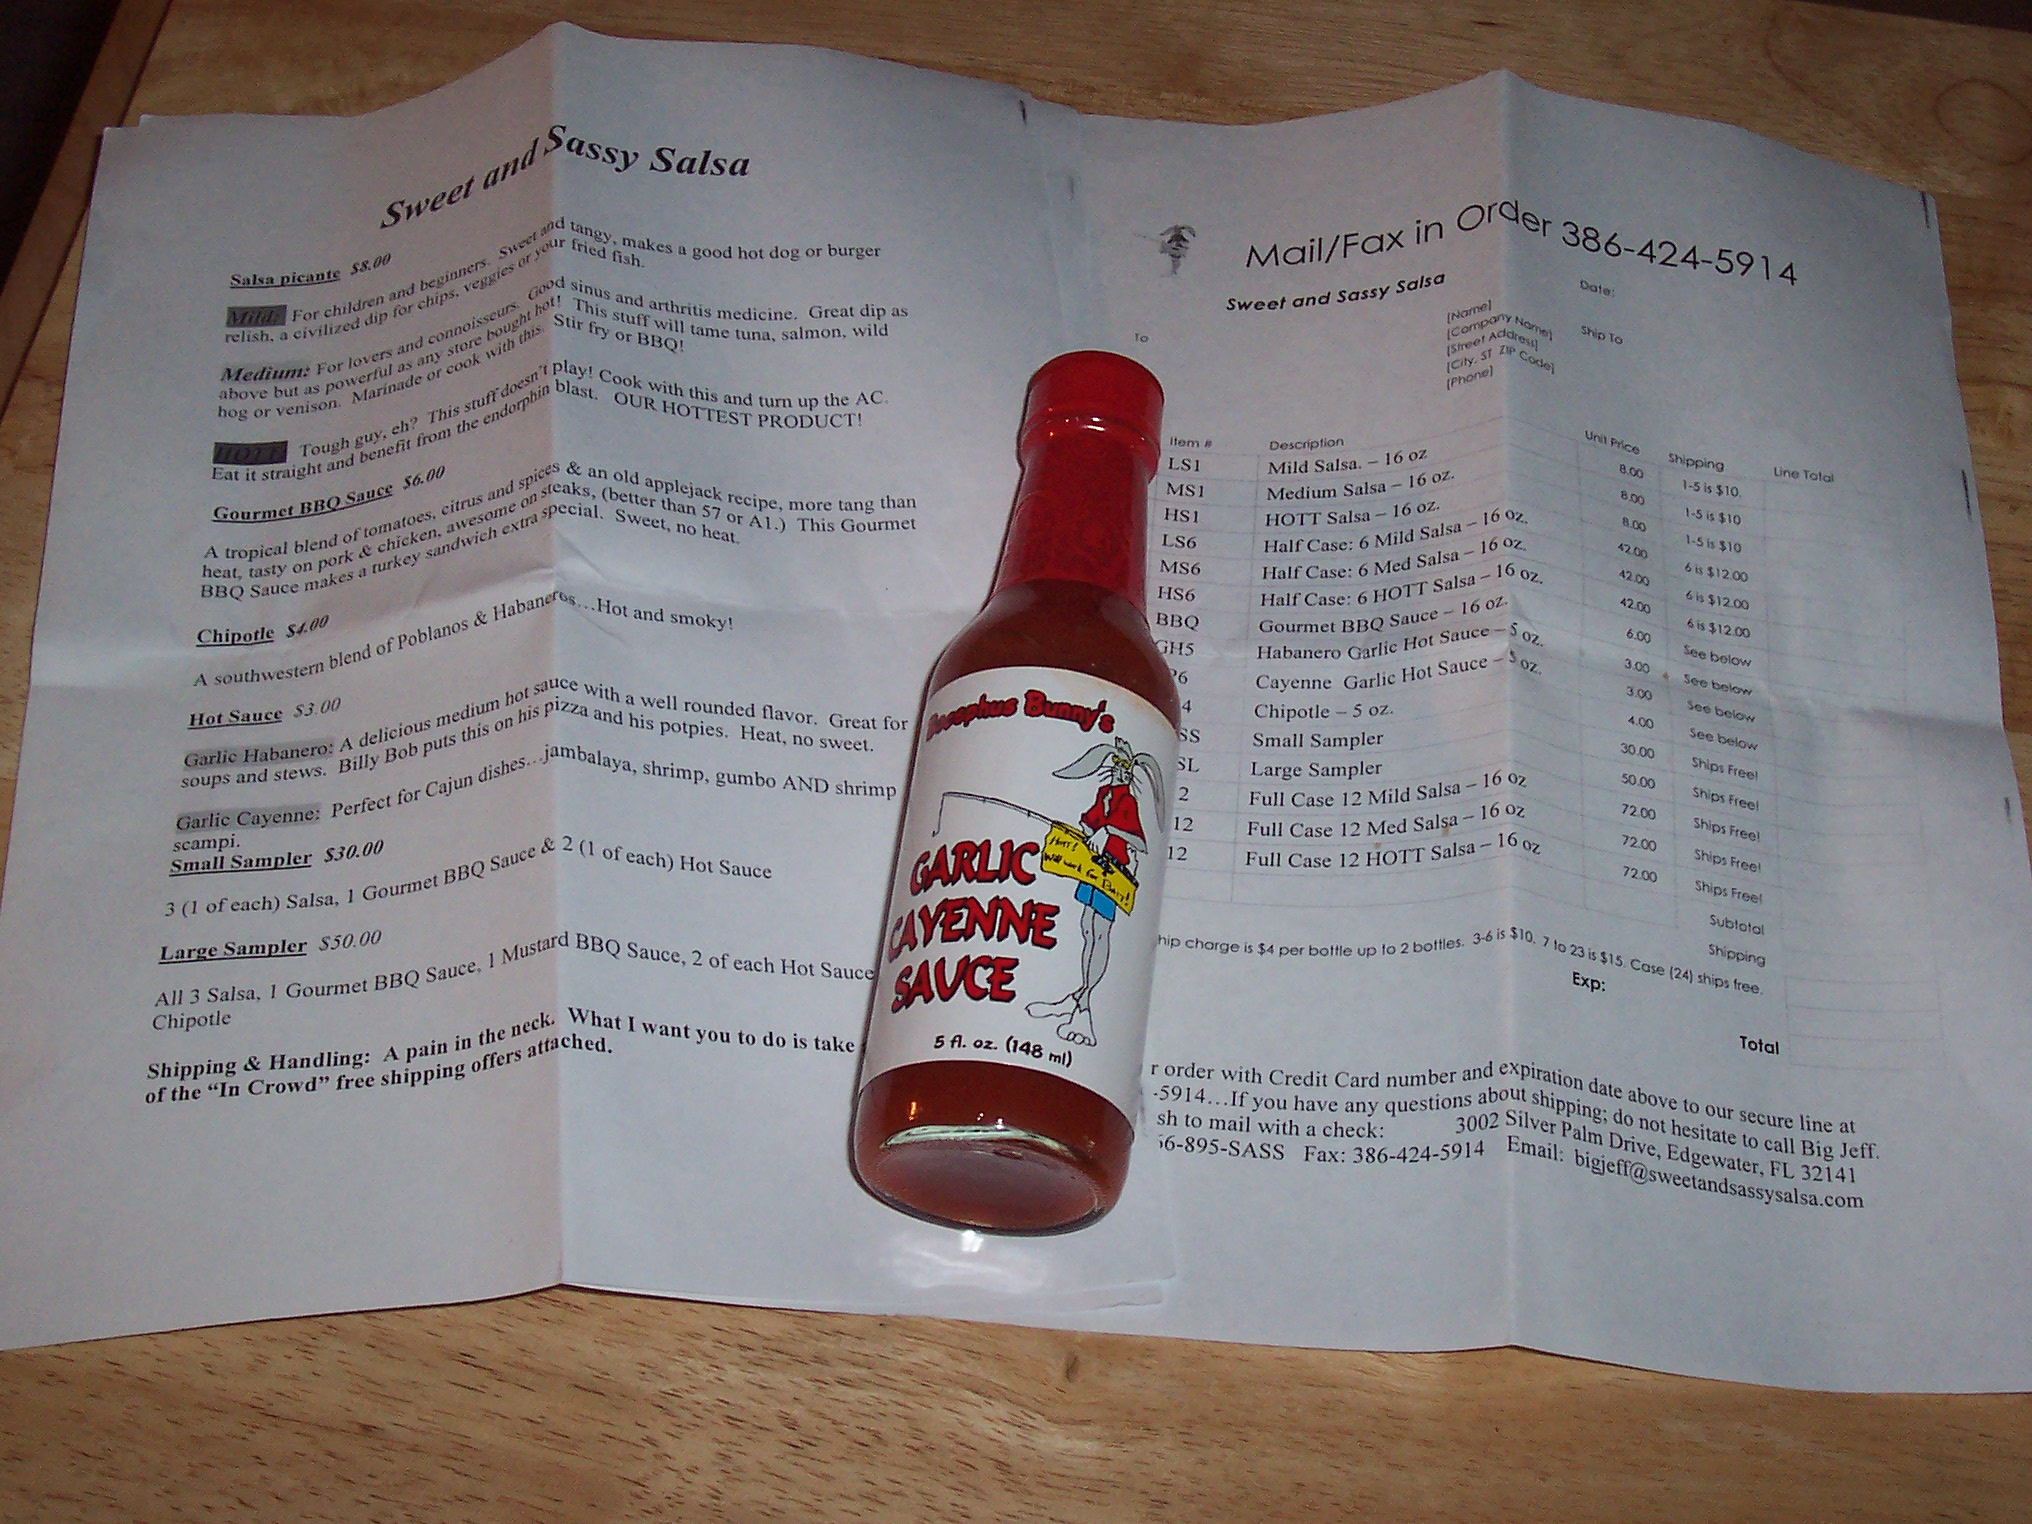 Sweet and Sassy Salsa
Salsa picante $8.00
Mild: For children and beginners. Sweet and tangy, makes a good hot dog or burger
relish, a civilized dip for chips, veggies or your fried fish.
Medium: For lovers and connoisseurs. Good sinus and arthritis medicine. Great dip as
above but as powerful as any store bought hot! This stuff will tame tuna, salmon, wild
hog or venison. Marinade or cook with this. Stir fry or BBQ!
HOTT: Tough guy, eh? This stuff doesn't play! Cook with this and turn up the AC.
Eat it straight and benefit from the endorphin blast. OUR HOTTEST PRODUCT!
Gourmet BBQ Sauce $6.00
A tropical blend of tomatoes, citrus and spices & an old applejack recipe, more tang than
heat, tasty on pork & chicken, awesome on steaks, (better than 57 or A1.) This Gourmet
BBQ Sauce makes a turkey sandwich extra special. Sweet, no heat.
Chipotle $4.00
A southwestern blend of Poblanos & Habaneros…Hot and smoky!
Hot Sauce $3.00
Garlic Habanero: A delicious medium hot sauce with a well rounded flavor. Great for
soups and stews. Billy Bob puts this on his pizza and his potpies. Heat, no sweet.
Garlic Cayenne: Perfect for Cajun dishes…jambalaya, shrimp, gumbo AND shrimp
scampi.
Small Sampler $30.00
3 (1 of each) Salsa, 1 Gourmet BBQ Sauce & 2 (1 of each) Hot Sauce
Large Sampler $50.00
All 3 Salsa, 1 Gourmet BBQ Sauce, 1 Mustard BBQ Sauce, 2 of each Hot Sauce
Chipotle
Shipping & Handling: A pain in the neck. What I want you to do is take
of the "In Crowd" free shipping offers attached.
Bocephus Bunny's
HOTT!
Will work for Bait!
GARLIC
CAYENNE
SAUCE
5 fl. oz. (148 ml)
Mail/Fax in Order 386-424-5914
Sweet and Sassy Salsa
Date:
To
[Name]
[Company Name]
[Street Address]
[City, ST ZIP Code]
[Phone]
Ship To
Item # Description Unit Price Shipping Line Total
LS1 Mild Salsa. – 16 oz 8.00 1-5 is $10.
MS1 Medium Salsa – 16 oz. 8.00 1-5 is $10
HS1 HOTT Salsa – 16 oz. 8.00 1-5 is $10
LS6 Half Case: 6 Mild Salsa – 16 oz. 42.00 6 is $12.00
MS6 Half Case: 6 Med Salsa – 16 oz. 42.00 6 is $12.00
HS6 Half Case: 6 HOTT Salsa – 16 oz. 42.00 6 is $12.00
BBQ Gourmet BBQ Sauce – 16 oz. 6.00 See below
GH5 Habanero Garlic Hot Sauce – 5 oz. 3.00 See below
Cayenne Garlic Hot Sauce – 5 oz. 3.00 See below
Chipotle – 5 oz. 4.00 See below
Small Sampler 30.00 Ships Free!
Large Sampler 50.00 Ships Free!
Full Case 12 Mild Salsa – 16 oz 72.00 Ships Free!
Full Case 12 Med Salsa – 16 oz 72.00 Ships Free!
Full Case 12 HOTT Salsa – 16 oz 72.00 Ships Free!
Subtotal
hip charge is $4 per bottle up to 2 bottles. 3-6 is $10. 7 to 23 is $15. Case (24) ships free.
Shipping
Exp:
Total
r order with Credit Card number and expiration date above to our secure line at
-5914…If you have any questions about shipping; do not hesitate to call Big Jeff.
sh to mail with a check: 3002 Silver Palm Drive, Edgewater, FL 32141
66-895-SASS Fax: 386-424-5914 Email: bigjeff@sweetandsassysalsa.com